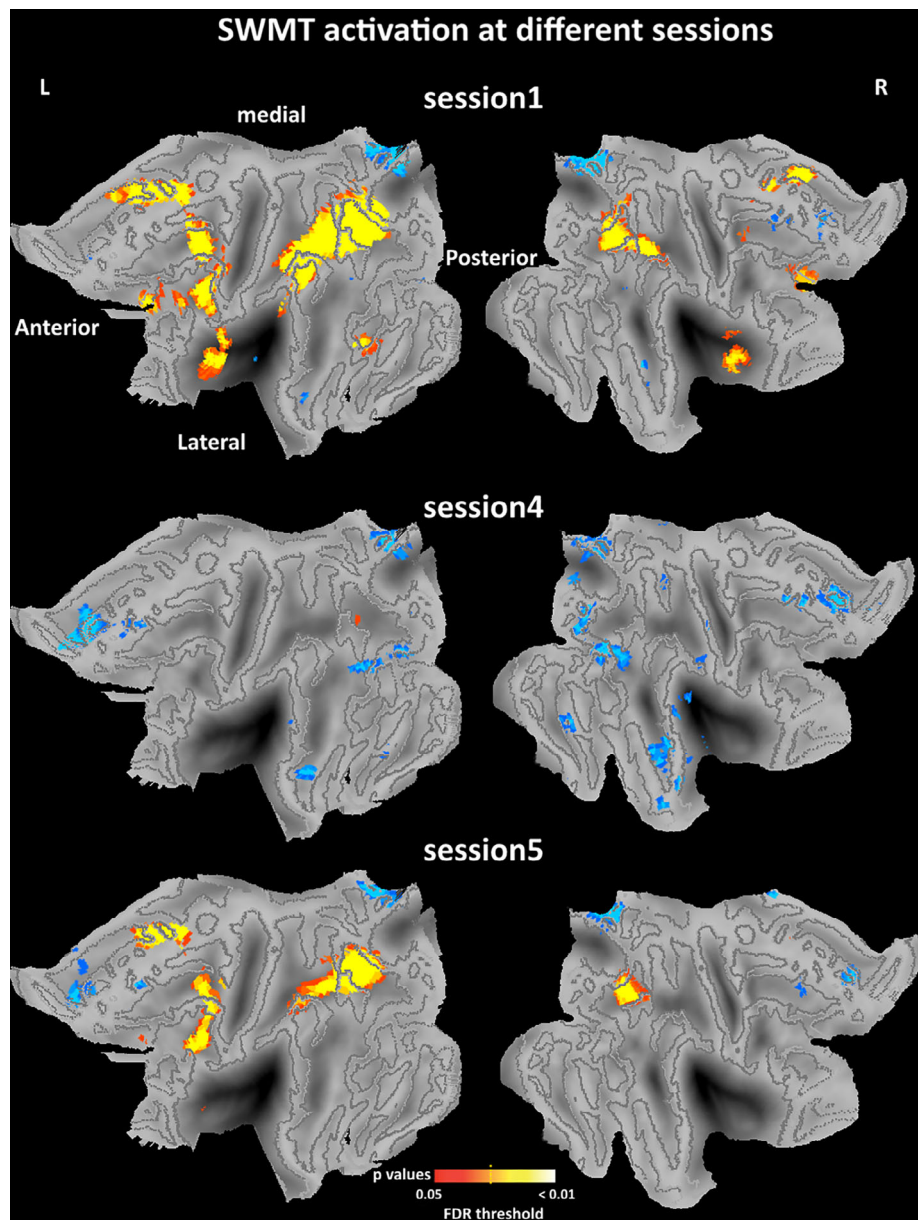 SWMT activation at different sessions
L
session1
R
medial
Posterior
Anterior
Lateral
session4
session5
p values
0.05
< 0.01
FDR threshold